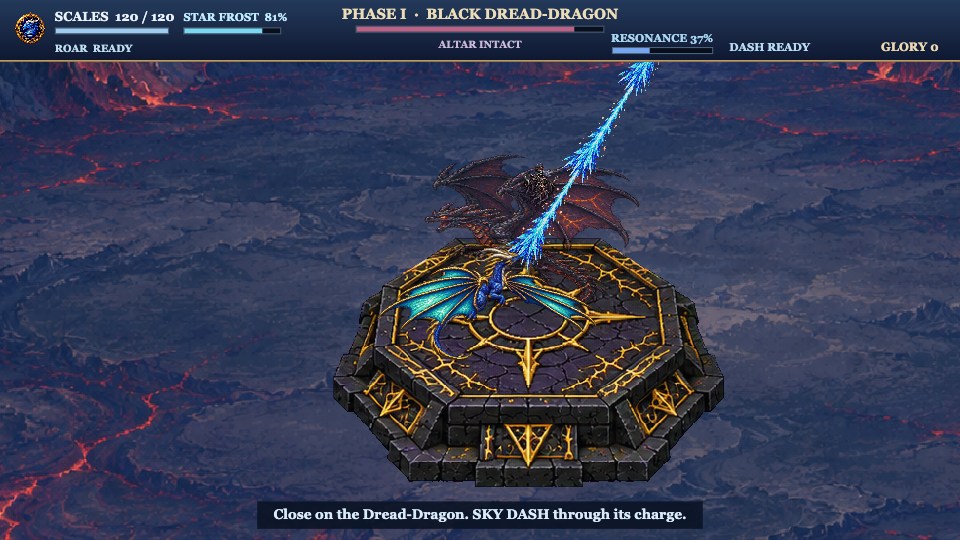 SCALES 120 / 120
STAR FROST 81%
PHASE I · BLACK DREAD-DRAGON
RESONANCE 37%
ROAR READY
ALTAR INTACT
DASH READY
GLORY 0
Close on the Dread-Dragon. SKY DASH through its charge.